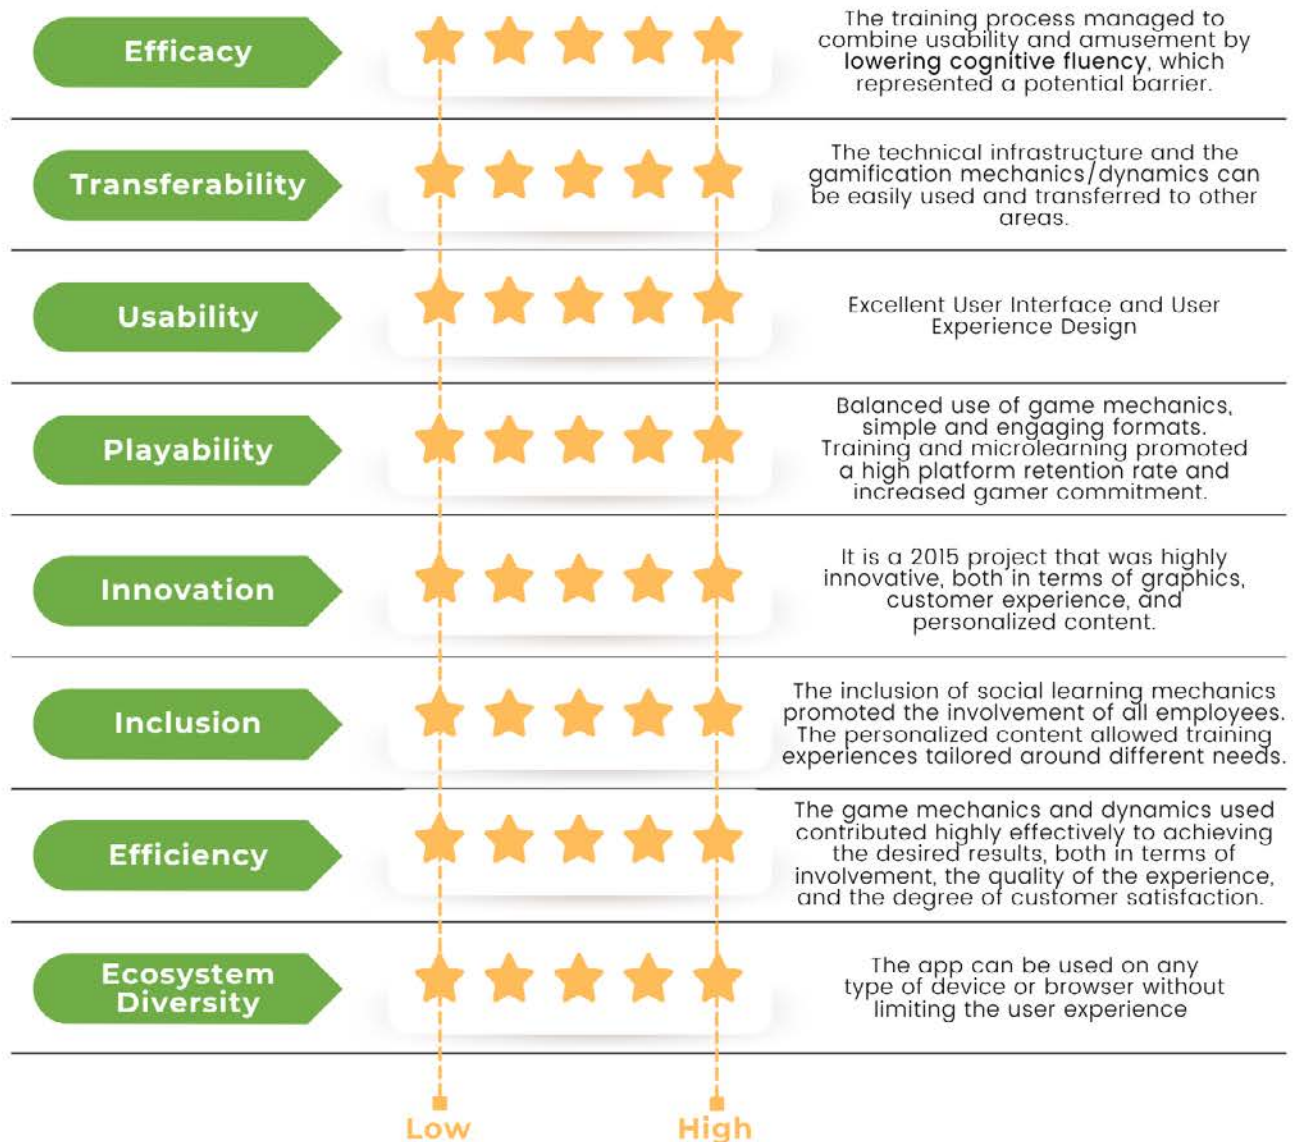 Efficacy
The training process managed to
combine usability and amusement by
lowering cognitive fluency, which
represented a potential barrier.
Transferability
The technical infrastructure and the
gamification mechanics/dynamics can
be easily used and transferred to other
areas.
Usability
Excellent User Interface and User
Experience Design
Playability
Balanced use of game mechanics,
simple and engaging formats.
Training and microlearning promoted
a high platform retention rate and
increased gamer commitment.
Innovation
It is a 2015 project that was highly
innovative, both in terms of graphics,
customer experience, and
personalized content.
Inclusion
The inclusion of social learning mechanics
promoted the involvement of all employees.
The personalized content allowed training
experiences tailored around different needs.
Efficiency
The game mechanics and dynamics used
contributed highly effectively to achieving
the desired results, both in terms of
involvement, the quality of the experience,
and the degree of customer satisfaction.
Ecosystem
Diversity
The app can be used on any
type of device or browser without
limiting the user experience
Low
High